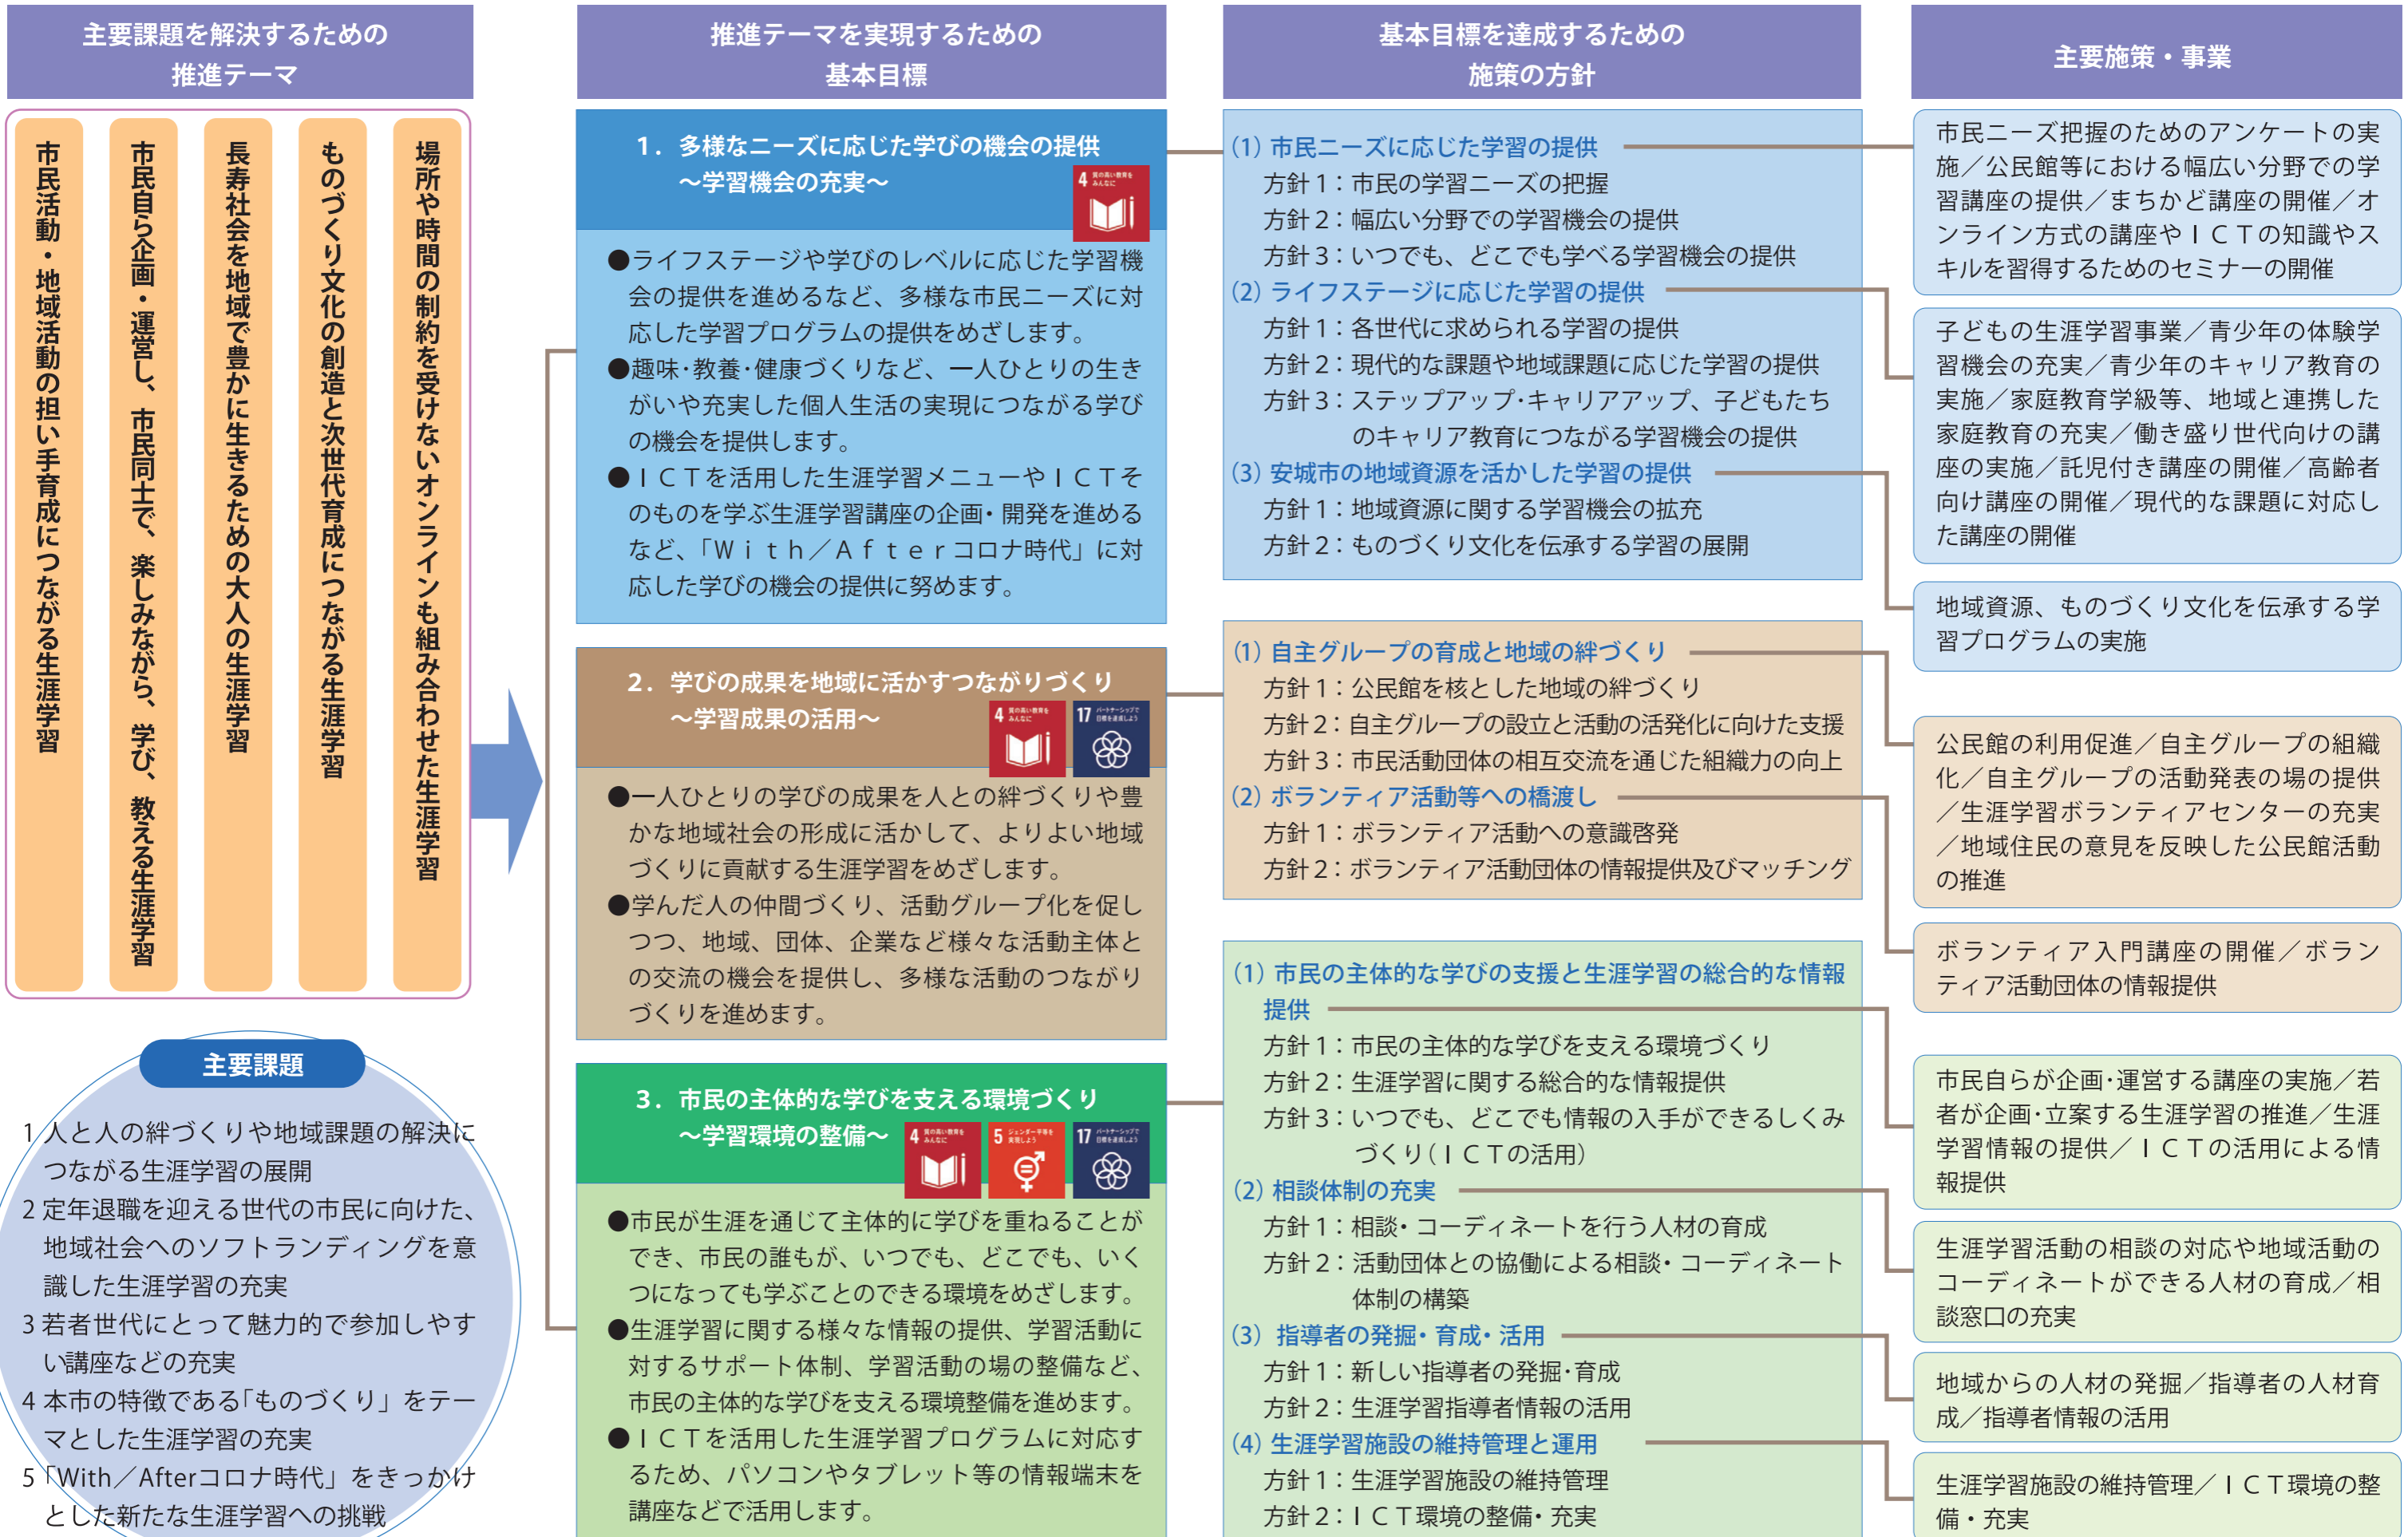 主要課題を解決するための
推進テーマ
市民活動・地域活動の担い手育成につながる生涯学習
市民自ら企画・運営し、市民同士で、楽しみながら、学び、教える生涯学習
長寿社会を地域で豊かに生きるための大人の生涯学習
ものづくり文化の創造と次世代育成につながる生涯学習
場所や時間の制約を受けないオンラインも組み合わせた生涯学習
主要課題
1 人と人の絆づくりや地域課題の解決に
つながる生涯学習の展開
2 定年退職を迎える世代の市民に向けた、
地域社会へのソフトランディングを意
識した生涯学習の充実
3 若者世代にとって魅力的で参加しやす
い講座などの充実
4 本市の特徴である「ものづくり」をテー
マとした生涯学習の充実
5「With／Afterコロナ時代」をきっかけ
とした新たな生涯学習への挑戦
推進テーマを実現するための
基本目標
1．多様なニーズに応じた学びの機会の提供
～学習機会の充実～
4 質の高い教育を
みんなに
●ライフステージや学びのレベルに応じた学習機
会の提供を進めるなど、多様な市民ニーズに対
応した学習プログラムの提供をめざします。
●趣味・教養・健康づくりなど、一人ひとりの生き
がいや充実した個人生活の実現につながる学び
の機会を提供します。
●ＩＣＴを活用した生涯学習メニューやＩＣＴそ
のものを学ぶ生涯学習講座の企画・開発を進める
など、「Ｗｉｔｈ／Ａｆｔｅｒコロナ時代」に対
応した学びの機会の提供に努めます。
2．学びの成果を地域に活かすつながりづくり
～学習成果の活用～
4 質の高い教育を
みんなに
17 パートナーシップで
目標を達成しよう
●一人ひとりの学びの成果を人との絆づくりや豊
かな地域社会の形成に活かして、よりよい地域
づくりに貢献する生涯学習をめざします。
●学んだ人の仲間づくり、活動グループ化を促し
つつ、地域、団体、企業など様々な活動主体と
の交流の機会を提供し、多様な活動のつながり
づくりを進めます。
3．市民の主体的な学びを支える環境づくり
～学習環境の整備～
4 質の高い教育を
みんなに
5 ジェンダー平等を
実現しよう
17 パートナーシップで
目標を達成しよう
●市民が生涯を通じて主体的に学びを重ねることが
でき、市民の誰もが、いつでも、どこでも、いく
つになっても学ぶことのできる環境をめざします。
●生涯学習に関する様々な情報の提供、学習活動に
対するサポート体制、学習活動の場の整備など、
市民の主体的な学びを支える環境整備を進めます。
●ＩＣＴを活用した生涯学習プログラムに対応す
るため、パソコンやタブレット等の情報端末を
講座などで活用します。
基本目標を達成するための
施策の方針
(1) 市民ニーズに応じた学習の提供
方針1：市民の学習ニーズの把握
方針2：幅広い分野での学習機会の提供
方針3：いつでも、どこでも学べる学習機会の提供
(2) ライフステージに応じた学習の提供
方針1：各世代に求められる学習の提供
方針2：現代的な課題や地域課題に応じた学習の提供
方針3：ステップアップ・キャリアアップ、子どもたち
のキャリア教育につながる学習機会の提供
(3) 安城市の地域資源を活かした学習の提供
方針1：地域資源に関する学習機会の拡充
方針2：ものづくり文化を伝承する学習の展開
(1) 自主グループの育成と地域の絆づくり
方針1：公民館を核とした地域の絆づくり
方針2：自主グループの設立と活動の活発化に向けた支援
方針3：市民活動団体の相互交流を通じた組織力の向上
(2) ボランティア活動等への橋渡し
方針1：ボランティア活動への意識啓発
方針2：ボランティア活動団体の情報提供及びマッチング
(1) 市民の主体的な学びの支援と生涯学習の総合的な情報
提供
方針1：市民の主体的な学びを支える環境づくり
方針2：生涯学習に関する総合的な情報提供
方針3：いつでも、どこでも情報の入手ができるしくみ
づくり(ＩＣＴの活用)
(2) 相談体制の充実
方針1：相談・コーディネートを行う人材の育成
方針2：活動団体との協働による相談・コーディネート
体制の構築
(3) 指導者の発掘・育成・活用
方針1：新しい指導者の発掘・育成
方針2：生涯学習指導者情報の活用
(4) 生涯学習施設の維持管理と運用
方針1：生涯学習施設の維持管理
方針2：ＩＣＴ環境の整備・充実
主要施策・事業
市民ニーズ把握のためのアンケートの実
施／公民館等における幅広い分野での学
習講座の提供／まちかど講座の開催／オ
ンライン方式の講座やＩＣＴの知識やス
キルを習得するためのセミナーの開催
子どもの生涯学習事業／青少年の体験学
習機会の充実／青少年のキャリア教育の
実施／家庭教育学級等、地域と連携した
家庭教育の充実／働き盛り世代向けの講
座の実施／託児付き講座の開催／高齢者
向け講座の開催／現代的な課題に対応し
た講座の開催
地域資源、ものづくり文化を伝承する学
習プログラムの実施
公民館の利用促進／自主グループの組織
化／自主グループの活動発表の場の提供
／生涯学習ボランティアセンターの充実
／地域住民の意見を反映した公民館活動
の推進
ボランティア入門講座の開催／ボラン
ティア活動団体の情報提供
市民自らが企画・運営する講座の実施／若
者が企画・立案する生涯学習の推進／生涯
学習情報の提供／ＩＣＴの活用による情
報提供
生涯学習活動の相談の対応や地域活動の
コーディネートができる人材の育成／相
談窓口の充実
地域からの人材の発掘／指導者の人材育
成／指導者情報の活用
生涯学習施設の維持管理／ＩＣＴ環境の整
備・充実